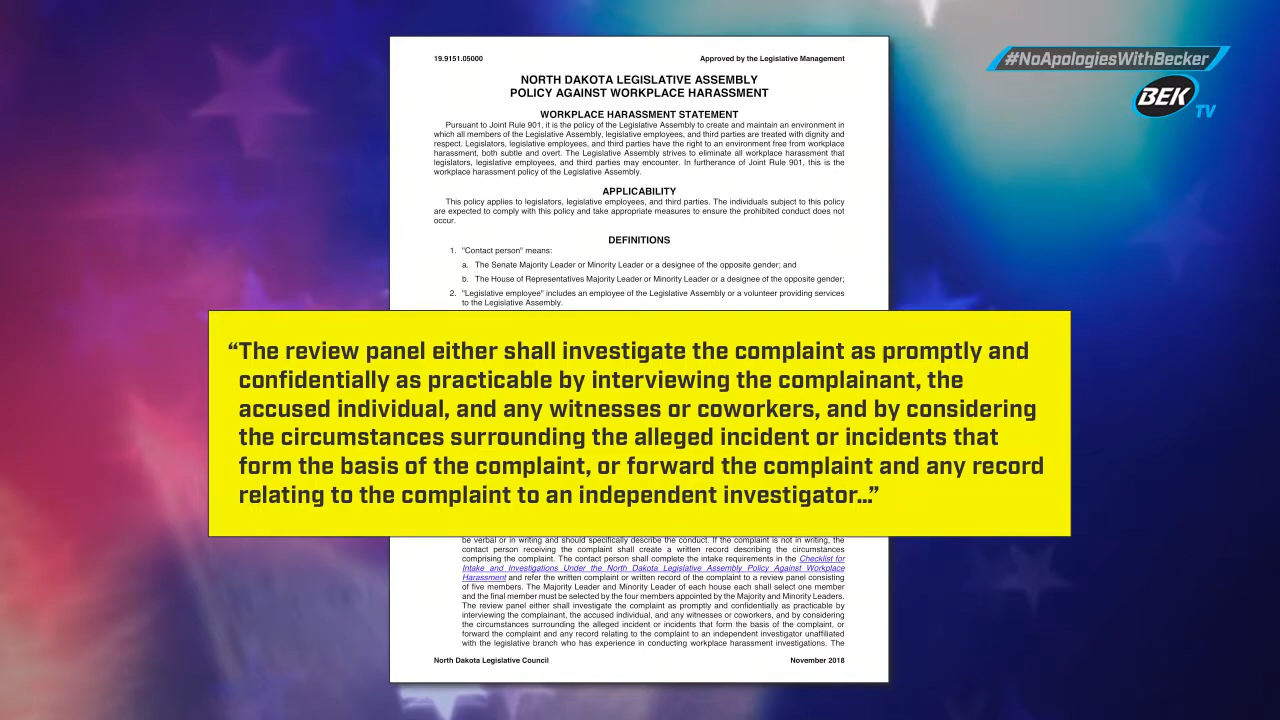 19.9151.05000 Approved by the Legislative Management
#NoApologiesWithBecker
BEK TV
NORTH DAKOTA LEGISLATIVE ASSEMBLY
POLICY AGAINST WORKPLACE HARASSMENT
WORKPLACE HARASSMENT STATEMENT
Pursuant to Joint Rule 901, it is the policy of the Legislative Assembly to create and maintain an environment in
which all members of the Legislative Assembly, legislative employees, and third parties are treated with dignity and
respect. Legislators, legislative employees, and third parties have the right to an environment free from workplace
harassment, both subtle and overt. The Legislative Assembly strives to eliminate all workplace harassment that
legislators, legislative employees, and third parties may encounter. In furtherance of Joint Rule 901, this is the
workplace harassment policy of the Legislative Assembly.
APPLICABILITY
This policy applies to legislators, legislative employees, and third parties. The individuals subject to this policy
are expected to comply with this policy and take appropriate measures to ensure the prohibited conduct does not
occur.
DEFINITIONS
1. "Contact person" means:
a. The Senate Majority Leader or Minority Leader or a designee of the opposite gender; and
b. The House of Representatives Majority Leader or Minority Leader or a designee of the opposite gender;
2. "Legislative employee" includes an employee of the Legislative Assembly or a volunteer providing services
to the Legislative Assembly.
“The review panel either shall investigate the complaint as promptly and
confidentially as practicable by interviewing the complainant, the
accused individual, and any witnesses or coworkers, and by considering
the circumstances surrounding the alleged incident or incidents that
form the basis of the complaint, or forward the complaint and any record
relating to the complaint to an independent investigator...”
be verbal or in writing and should specifically describe the conduct. If the complaint is not in writing, the
contact person receiving the complaint shall create a written record describing the circumstances
comprising the complaint. The contact person shall complete the intake requirements in the Checklist for
Intake and Investigations Under the North Dakota Legislative Assembly Policy Against Workplace
Harassment and refer the written complaint or written record of the complaint to a review panel consisting
of five members. The Majority Leader and Minority Leader of each house each shall select one member
and the final member must be selected by the four members appointed by the Majority and Minority Leaders.
The review panel either shall investigate the complaint as promptly and confidentially as practicable by
interviewing the complainant, the accused individual, and any witnesses or coworkers, and by considering
the circumstances surrounding the alleged incident or incidents that form the basis of the complaint, or
forward the complaint and any record relating to the complaint to an independent investigator unaffiliated
with the legislative branch who has experience in conducting workplace harassment investigations. The
North Dakota Legislative Council November 2018